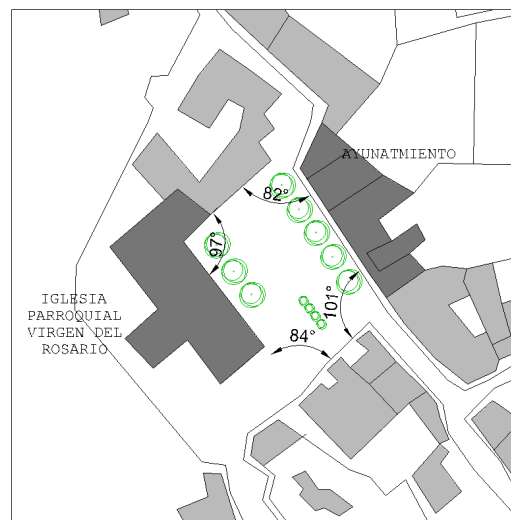 AYUNATMIENTO
82°
97°
IGLESIA
PARROQUIAL
VIRGEN DEL
ROSARIO
101°
84°